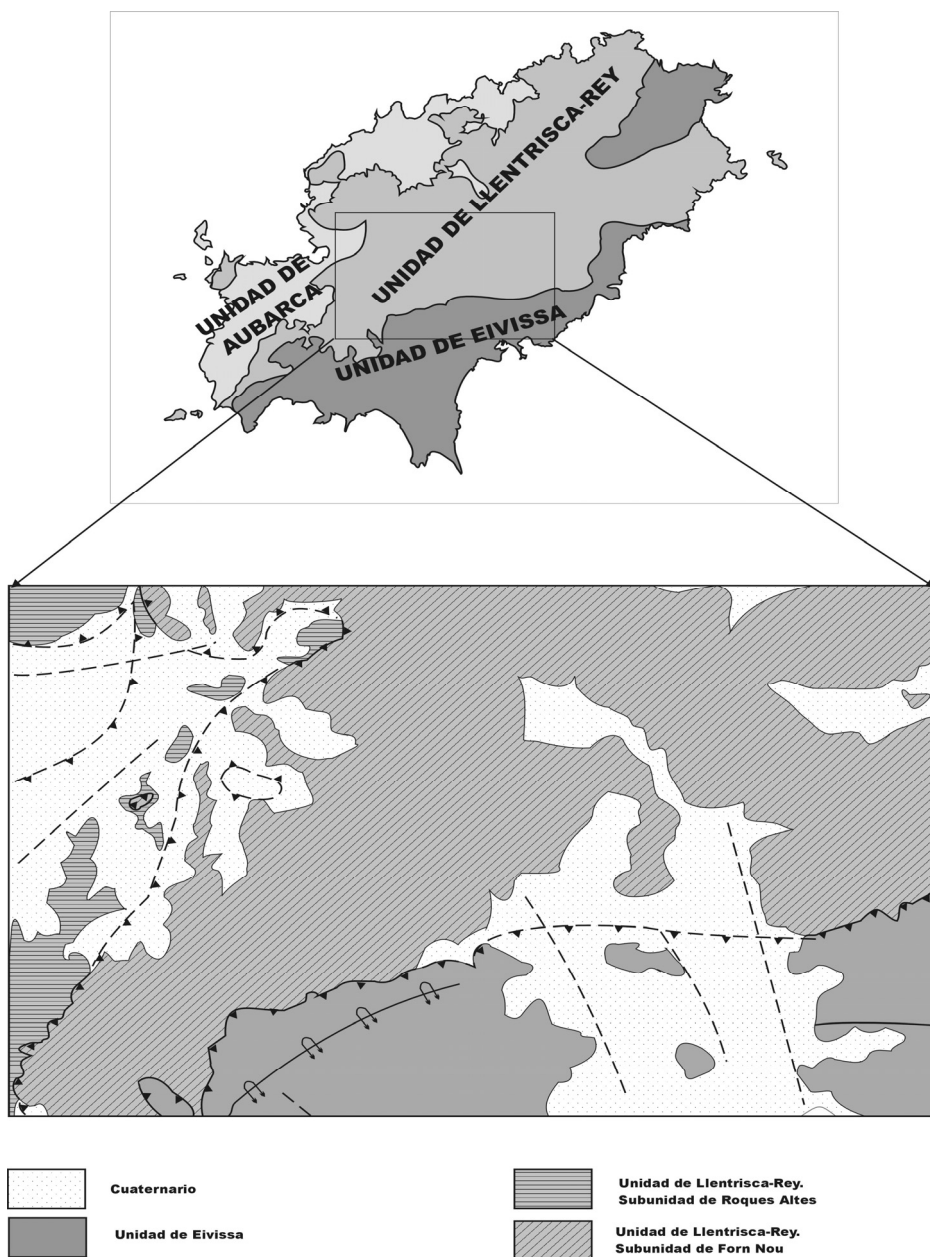 UNIDAD DE LLENTRISCA-REY
UNIDAD DE
AUBARCA
UNIDAD DE EIVISSA
Cuaternario
Unidad de Eivissa
Unidad de Llentrisca-Rey.
Subunidad de Roques Altes
Unidad de Llentrisca-Rey.
Subunidad de Forn Nou